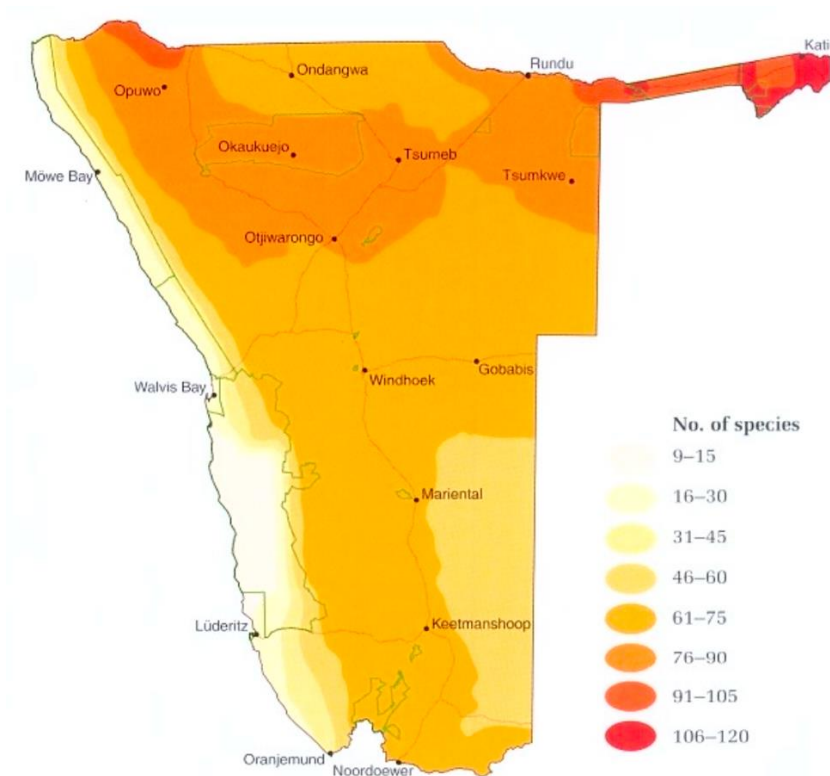 Kati
Rundu
Ondangwa
Opuwo
Okaukuejo
Tsumeb
Möwe Bay
Tsumkwe
Otjiwarongo
Gobabis
Windhoek
Walvis Bay
No. of species
9–15
16–30
Mariental
31–45
46–60
61–75
Keetmanshoop
Lüderitz
76–90
91–105
106–120
Oranjemund
Noordoewer